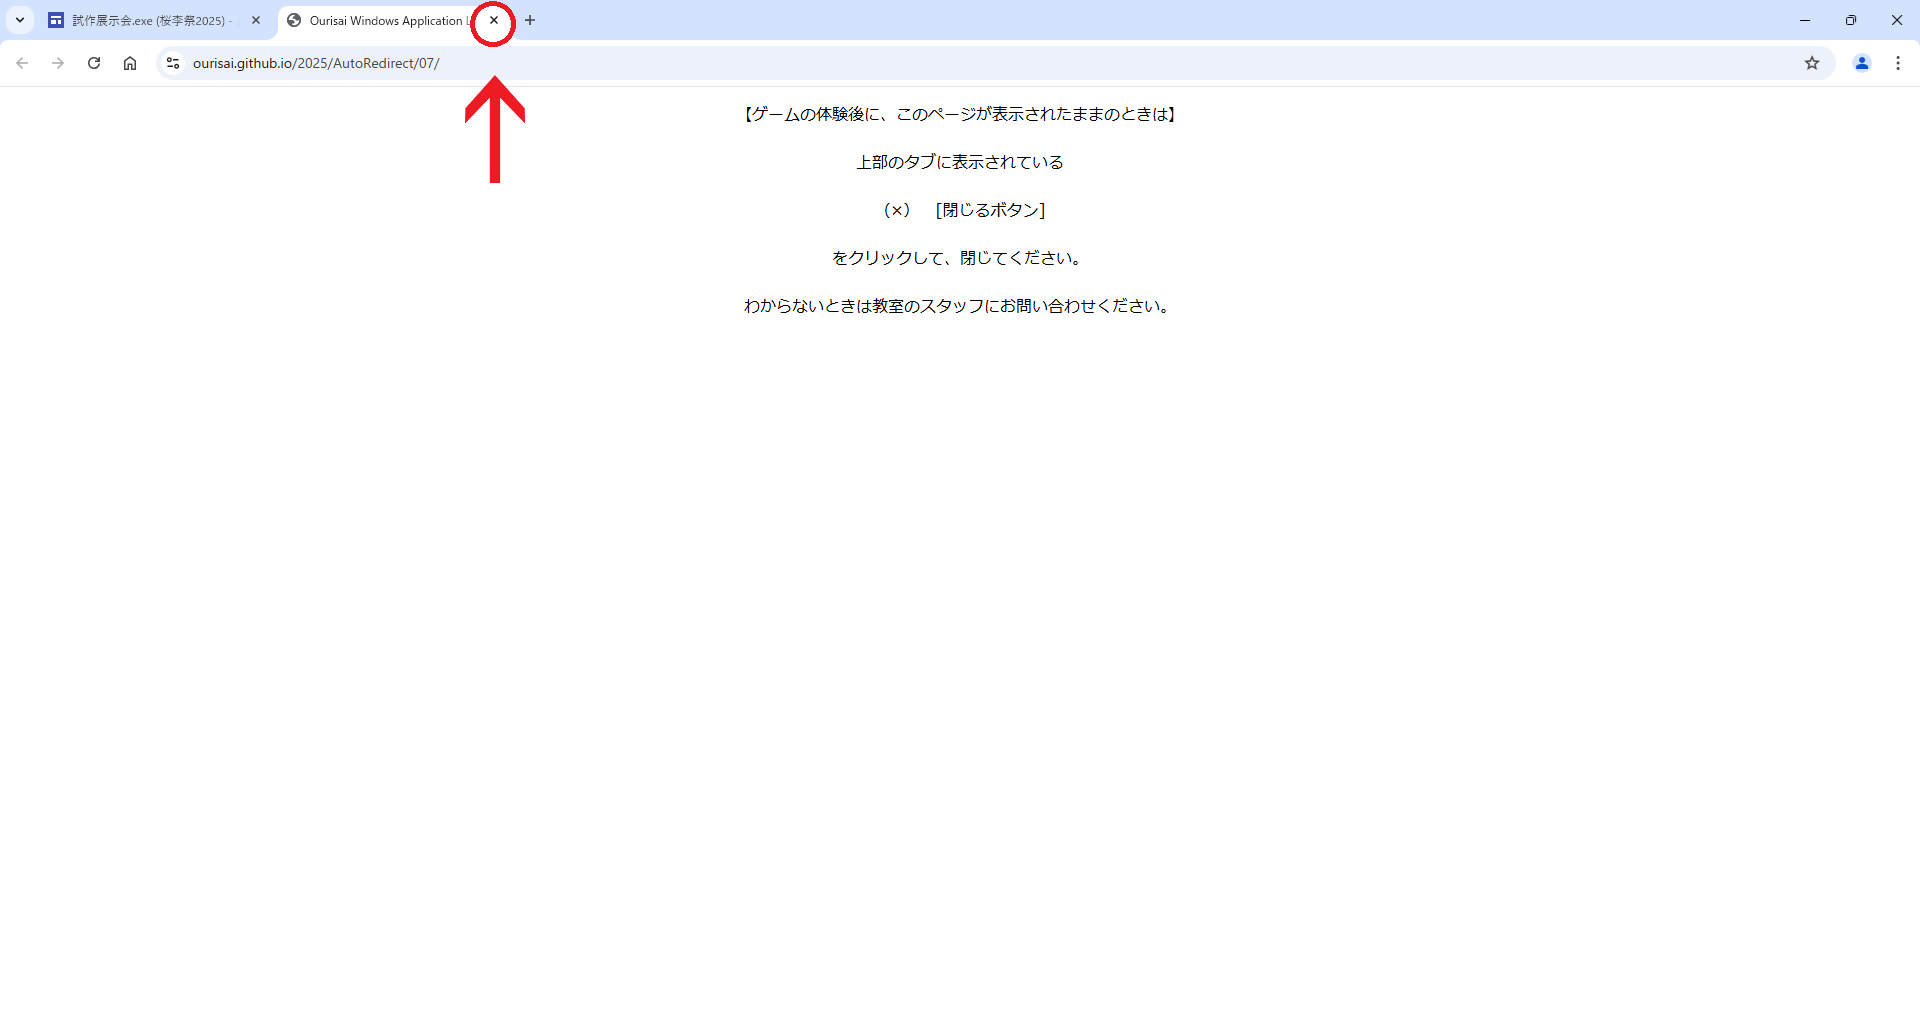 試作展示会.exe (桜李祭2025) -
Ourisai Windows Application
ourisai.github.io/2025/AutoRedirect/07/
【ゲームの体験後に、このページが表示されたままのときは】
上部のタブに表示されている
（×）　[閉じるボタン]
をクリックして、閉じてください。
わからないときは教室のスタッフにお問い合わせください。